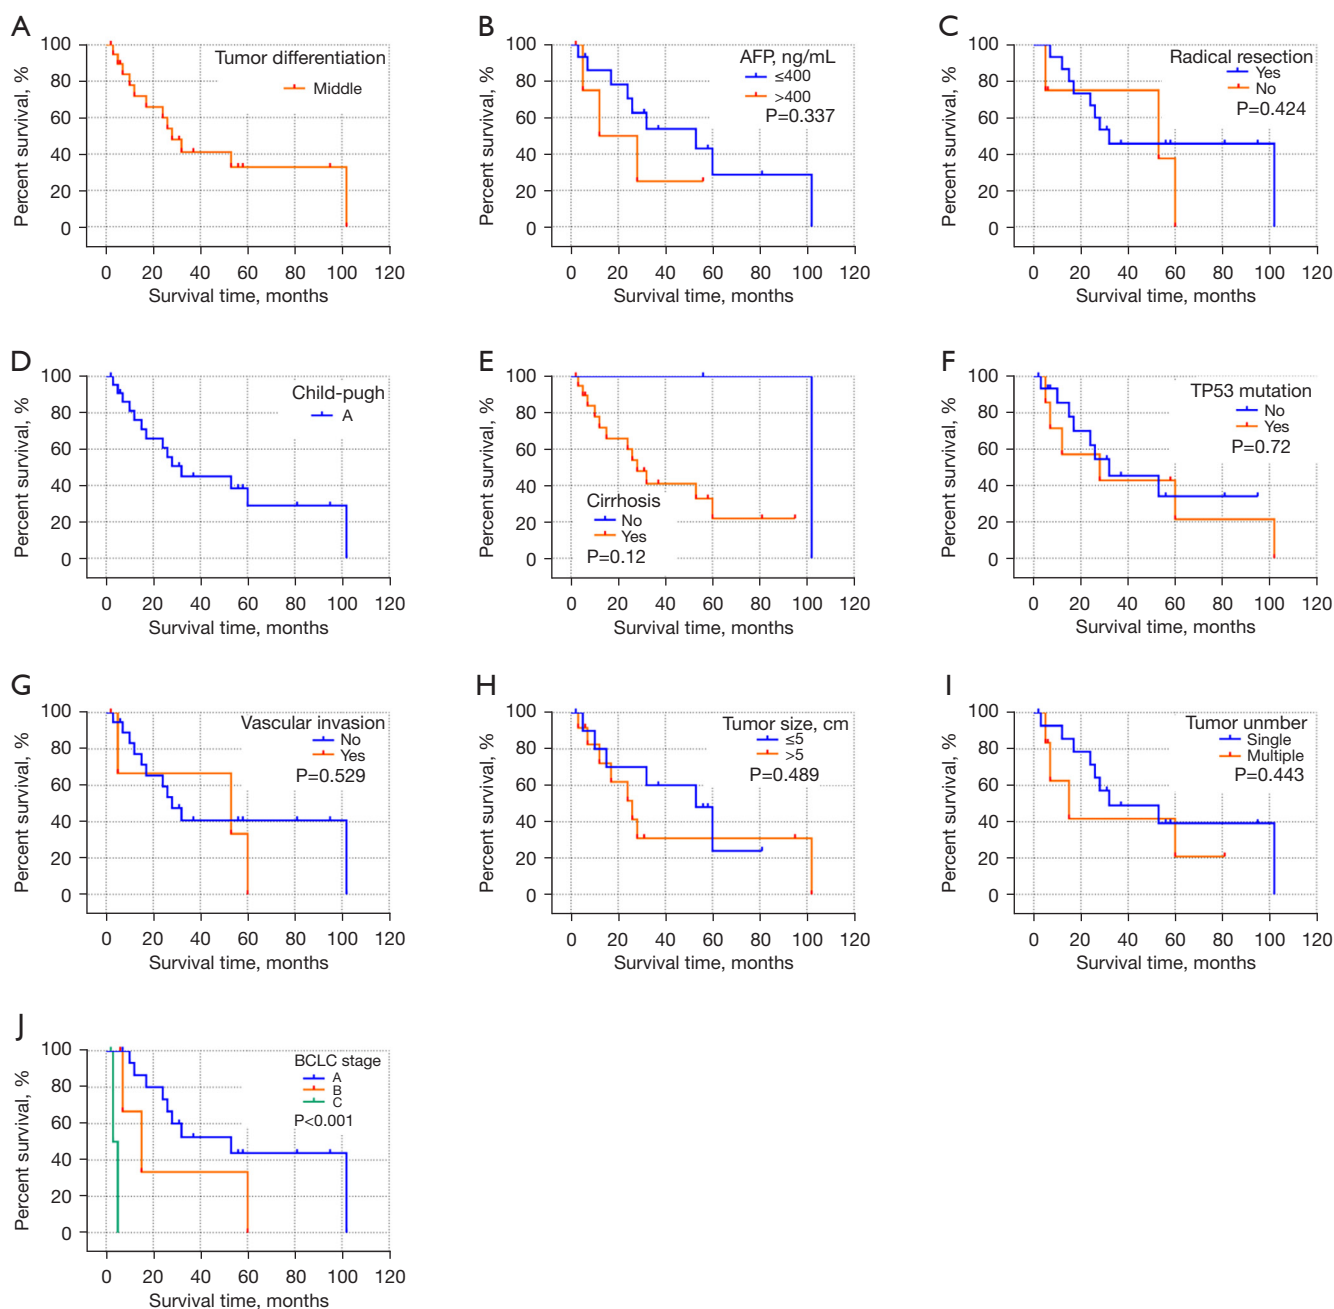 A
Tumor differentiation
Middle
Percent survival, %
100
80
60
40
20
0
0 20 40 60 80 100 120
Survival time, months
B
AFP, ng/mL
≤400
>400
P=0.337
Percent survival, %
100
80
60
40
20
0
0 20 40 60 80 100 120
Survival time, months
C
Radical resection
Yes
No
P=0.424
Percent survival, %
100
80
60
40
20
0
0 20 40 60 80 100 120
Survival time, months
D
Child-pugh
A
Percent survival, %
100
80
60
40
20
0
0 20 40 60 80 100 120
Survival time, months
E
Cirrhosis
No
Yes
P=0.12
Percent survival, %
100
80
60
40
20
0
0 20 40 60 80 100 120
Survival time, months
F
TP53 mutation
No
Yes
P=0.72
Percent survival, %
100
80
60
40
20
0
0 20 40 60 80 100 120
Survival time, months
G
Vascular invasion
No
Yes
P=0.529
Percent survival, %
100
80
60
40
20
0
0 20 40 60 80 100 120
Survival time, months
H
Tumor size, cm
≤5
>5
P=0.489
Percent survival, %
100
80
60
40
20
0
0 20 40 60 80 100 120
Survival time, months
I
Tumor unmber
Single
Multiple
P=0.443
Percent survival, %
100
80
60
40
20
0
0 20 40 60 80 100 120
Survival time, months
J
BCLC stage
A
B
C
P<0.001
Percent survival, %
100
80
60
40
20
0
0 20 40 60 80 100 120
Survival time, months